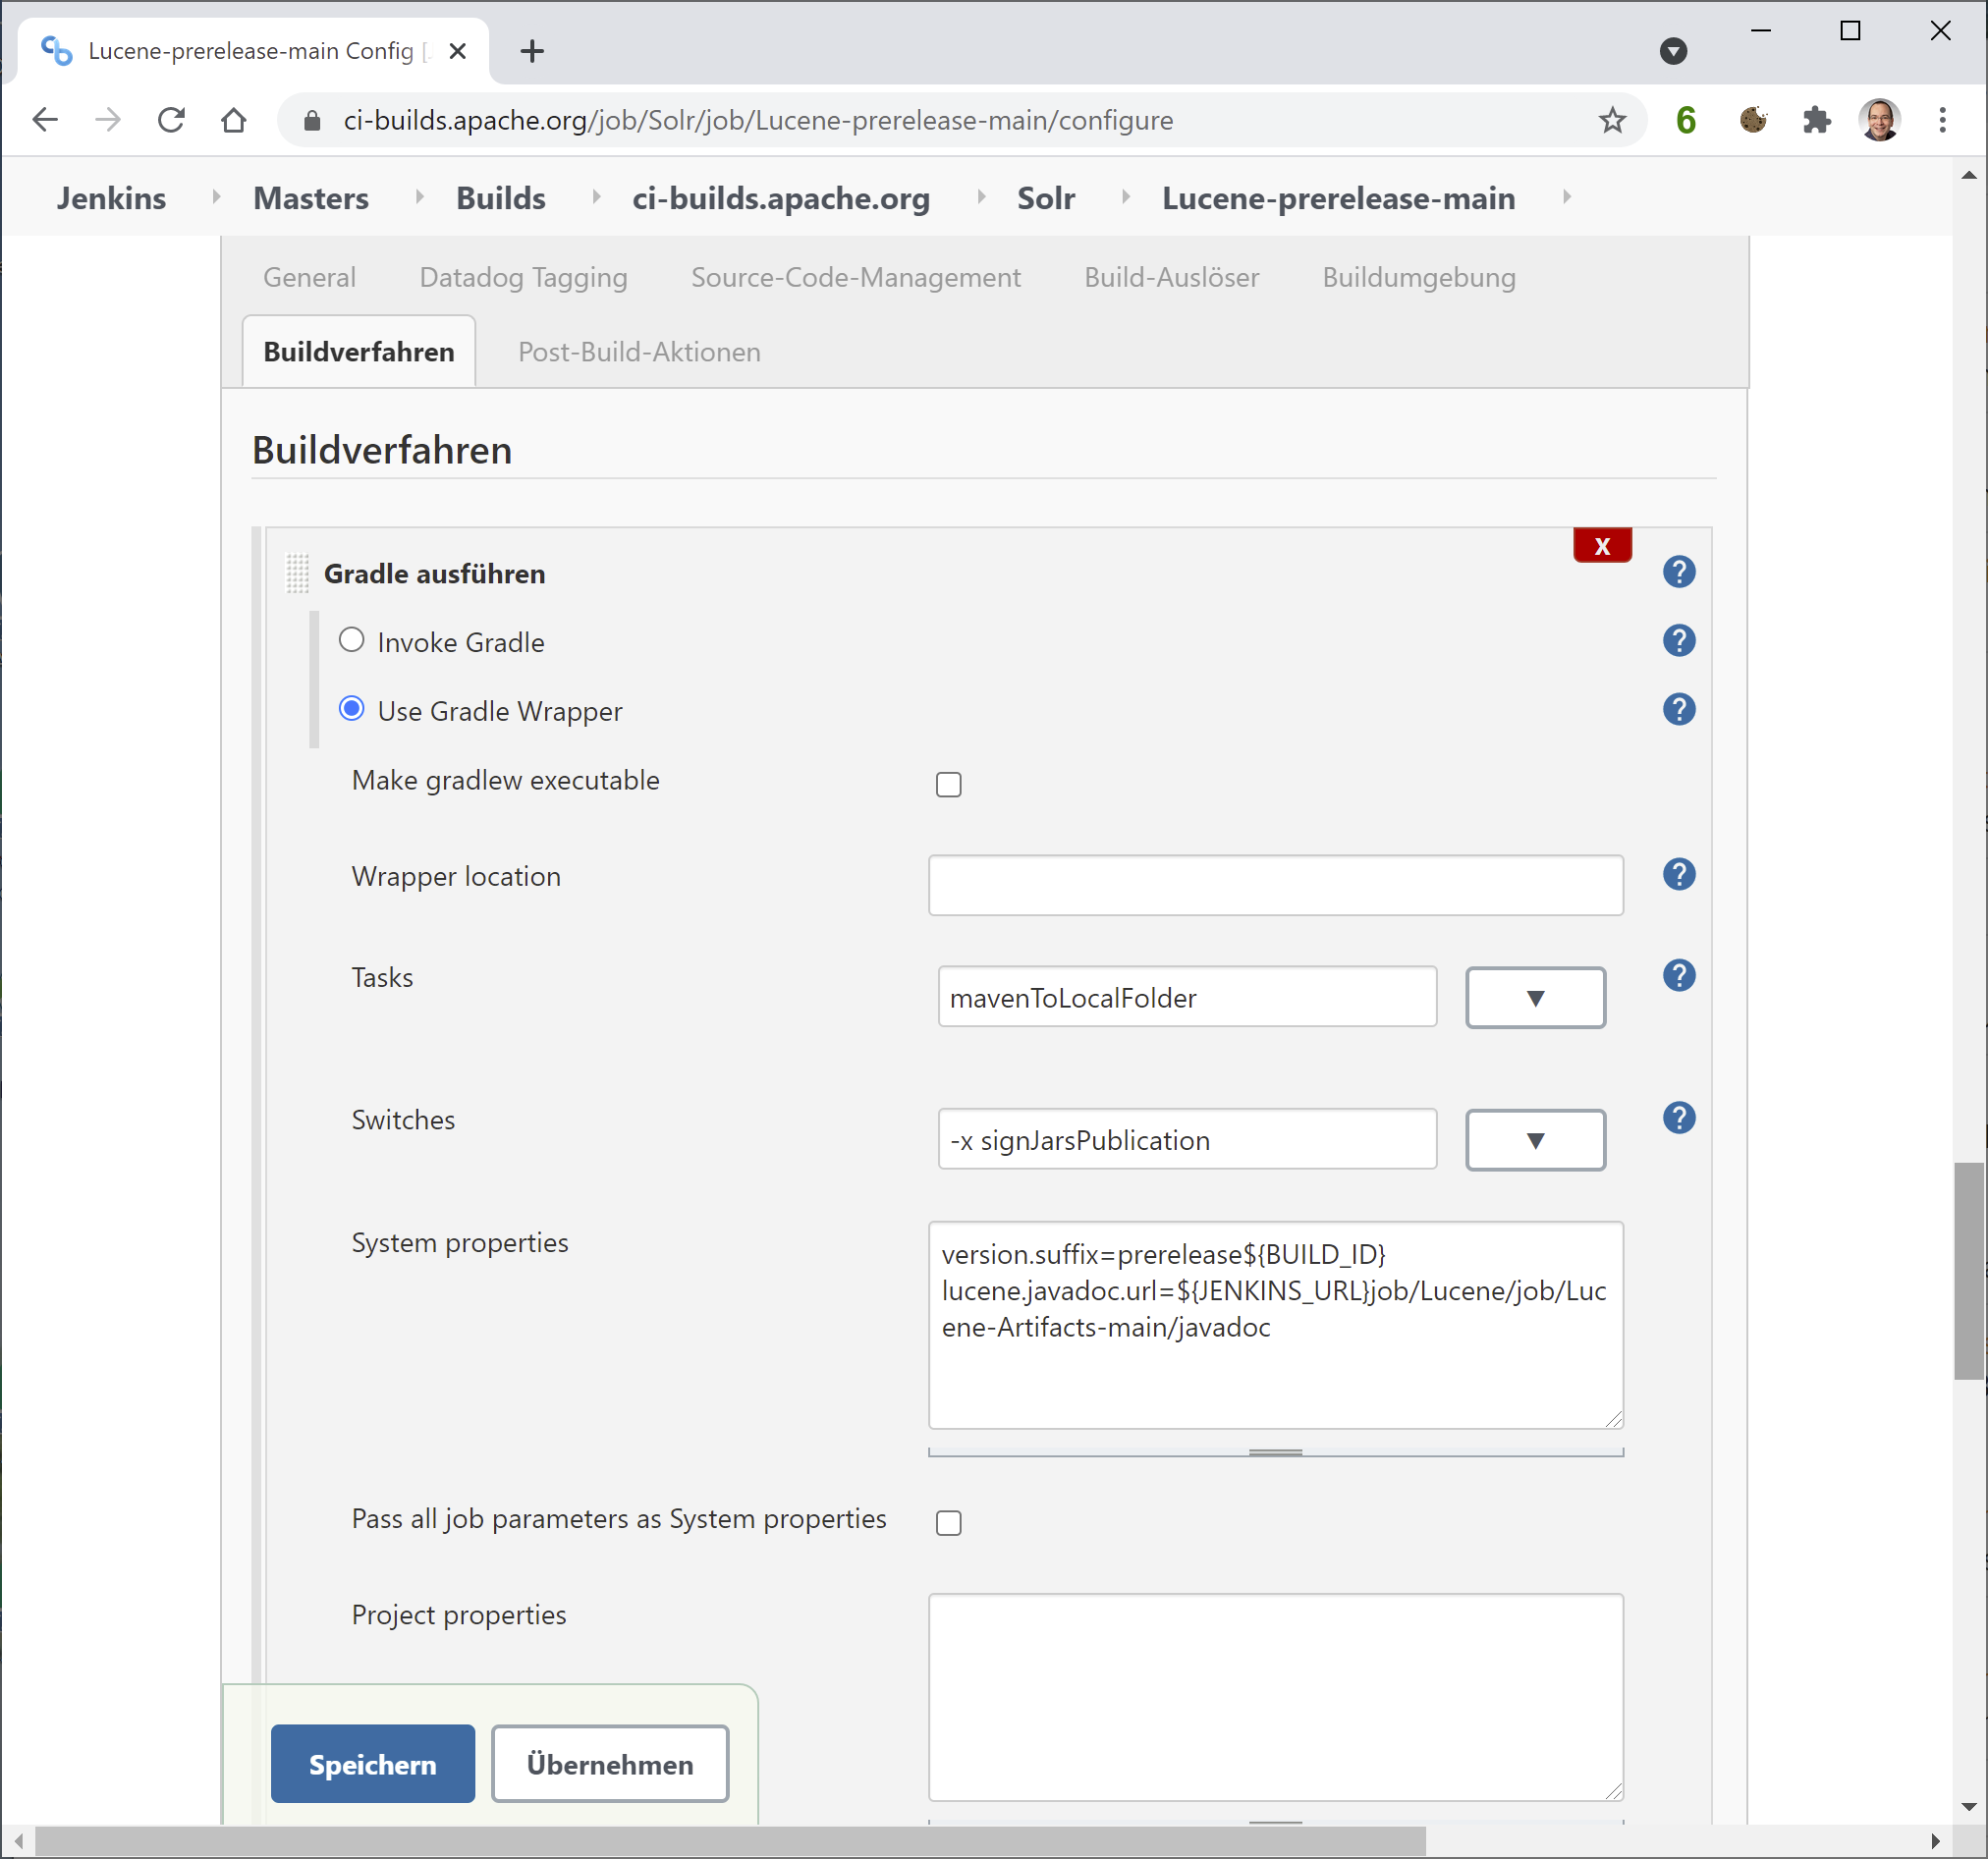 Lucene-prerelease-main Config [
ci-builds.apache.org/job/Solr/job/Lucene-prerelease-main/configure
6
Jenkins Masters Builds ci-builds.apache.org Solr Lucene-prerelease-main
General Datadog Tagging Source-Code-Management Build-Auslöser Buildumgebung
Buildverfahren Post-Build-Aktionen
Buildverfahren
X
Gradle ausführen ?
Invoke Gradle ?
Use Gradle Wrapper ?
Make gradlew executable
Wrapper location ?
Tasks mavenToLocalFolder ?
Switches -x signJarsPublication ?
System properties version.suffix=prerelease${BUILD_ID}
lucene.javadoc.url=${JENKINS_URL}job/Lucene/job/Luc
ene-Artifacts-main/javadoc
Pass all job parameters as System properties
Project properties
Speichern Übernehmen